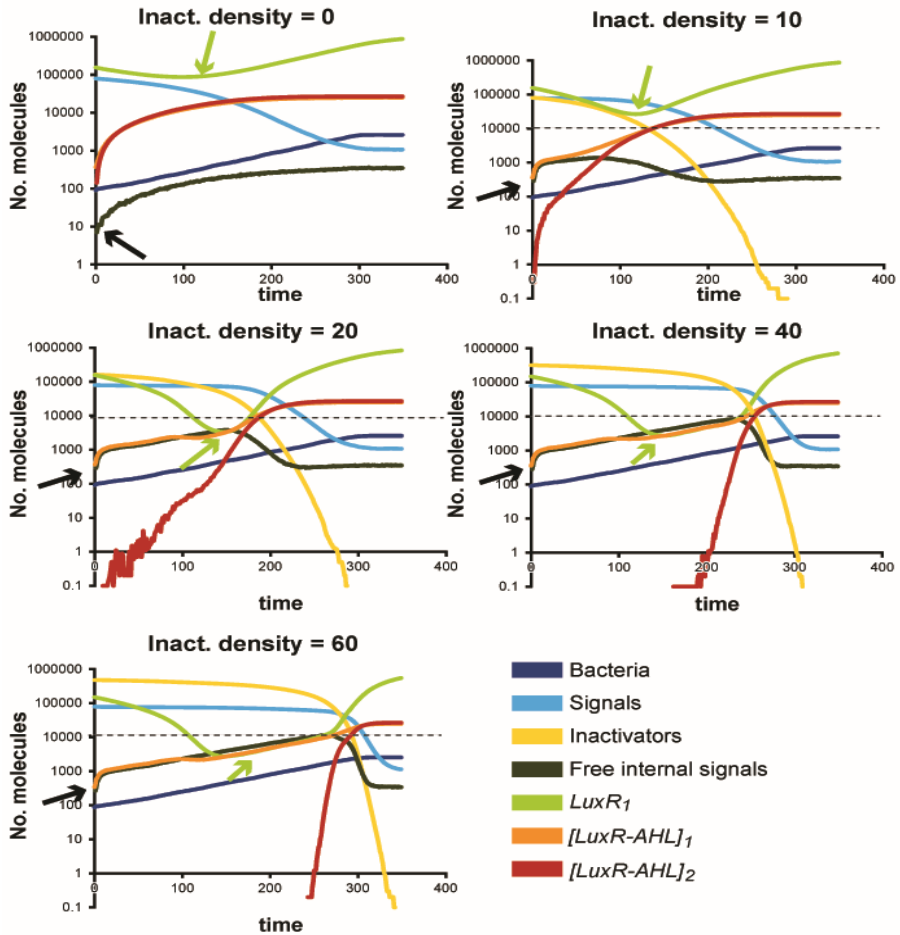 Inact. density = 0
No. molecules
1000000
100000
10000
1000
100
10
1
0 100 200 300 400
time
Inact. density = 10
No. molecules
1000000
100000
10000
1000
100
10
1
0.1
0 100 200 300 400
time
Inact. density = 20
No. molecules
1000000
100000
10000
1000
100
10
1
0.1
0 100 200 300 400
time
Inact. density = 40
No. molecules
1000000
100000
10000
1000
100
10
1
0.1
0 100 200 300 400
time
Inact. density = 60
No. molecules
1000000
100000
10000
1000
100
10
1
0.1
0 100 200 300 400
time
Bacteria
Signals
Inactivators
Free internal signals
LuxR1
[LuxR-AHL]1
[LuxR-AHL]2